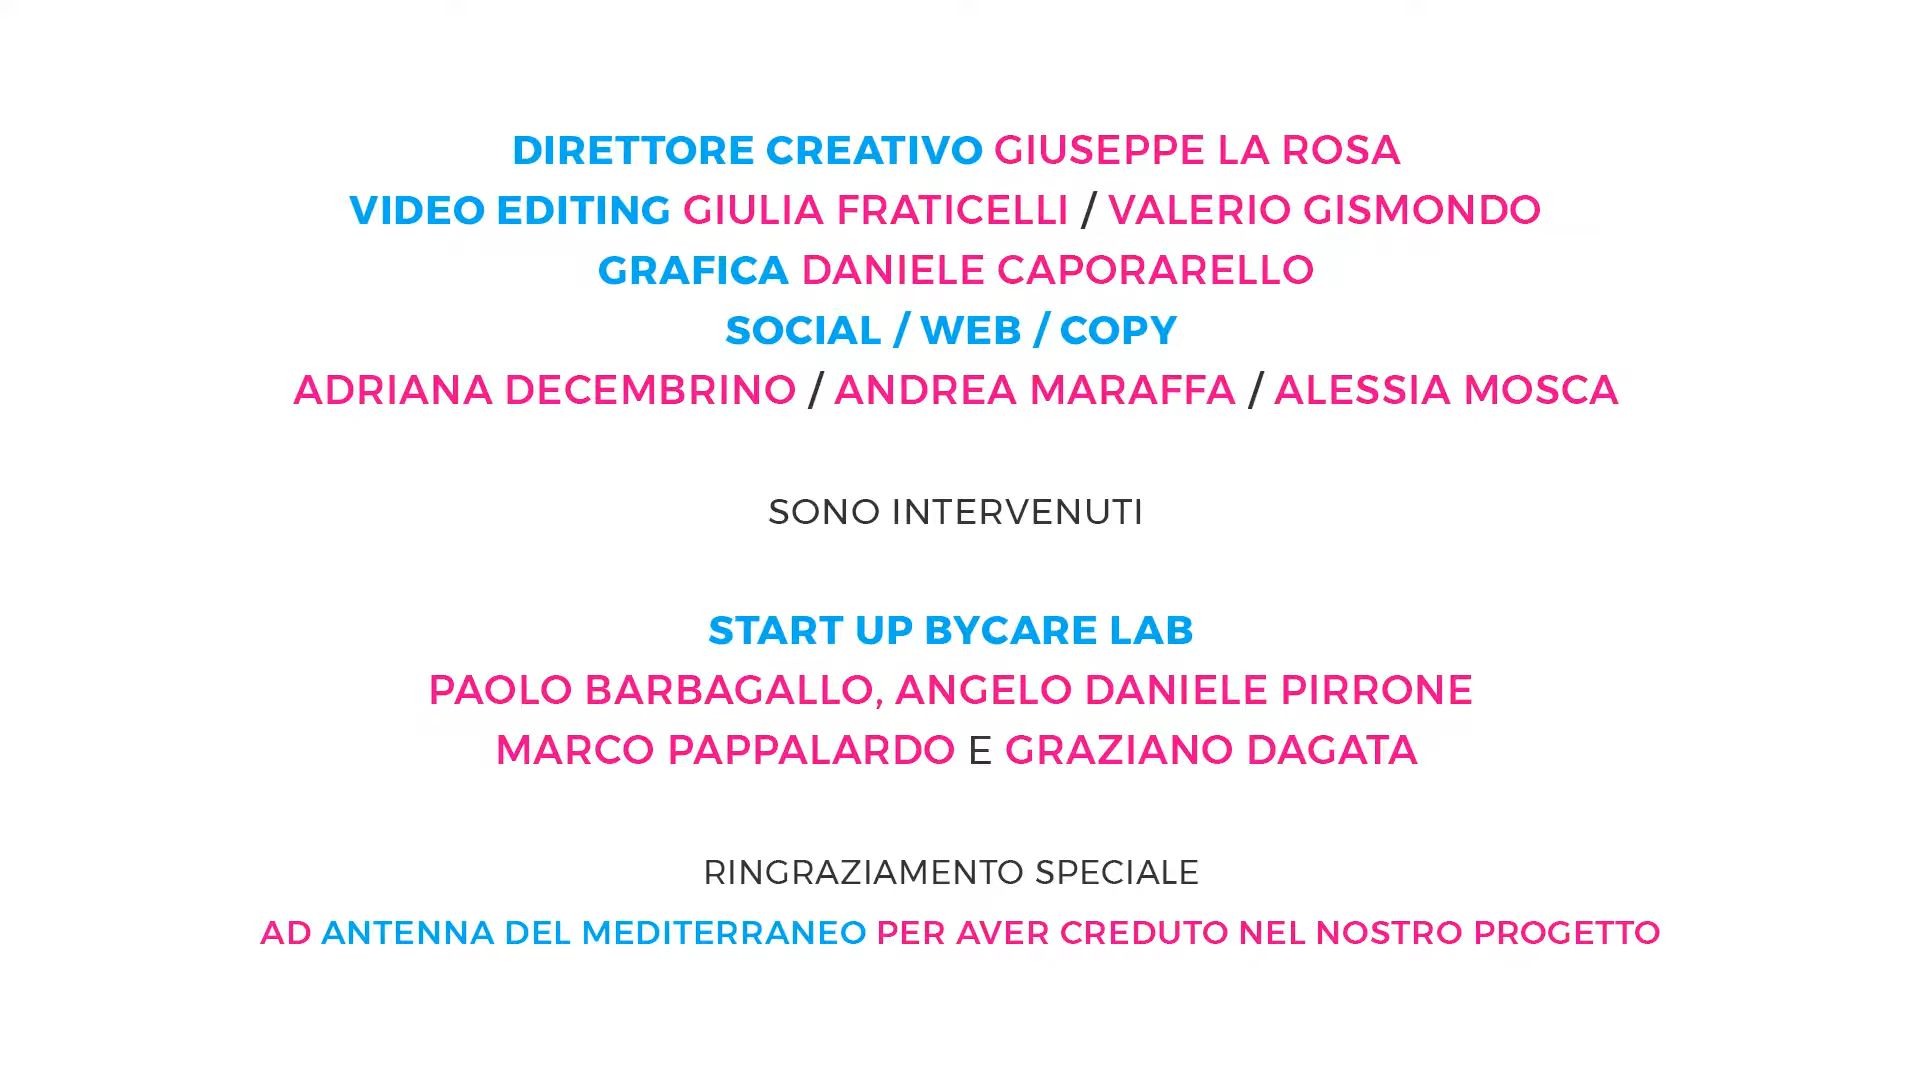 DIRETTORE CREATIVO GIUSEPPE LA ROSA
VIDEO EDITING GIULIA FRATICELLI / VALERIO GISMONDO
GRAFICA DANIELE CAPORARELLO
SOCIAL / WEB / COPY
ADRIANA DECEMBRINO / ANDREA MARAFFA / ALESSIA MOSCA
SONO INTERVENUTI
START UP BYCARE LAB
PAOLO BARBAGALLO, ANGELO DANIELE PIRRONE
MARCO PAPPALARDO E GRAZIANO DAGATA
RINGRAZIAMENTO SPECIALE
AD ANTENNA DEL MEDITERRANEO PER AVER CREDUTO NEL NOSTRO PROGETTO